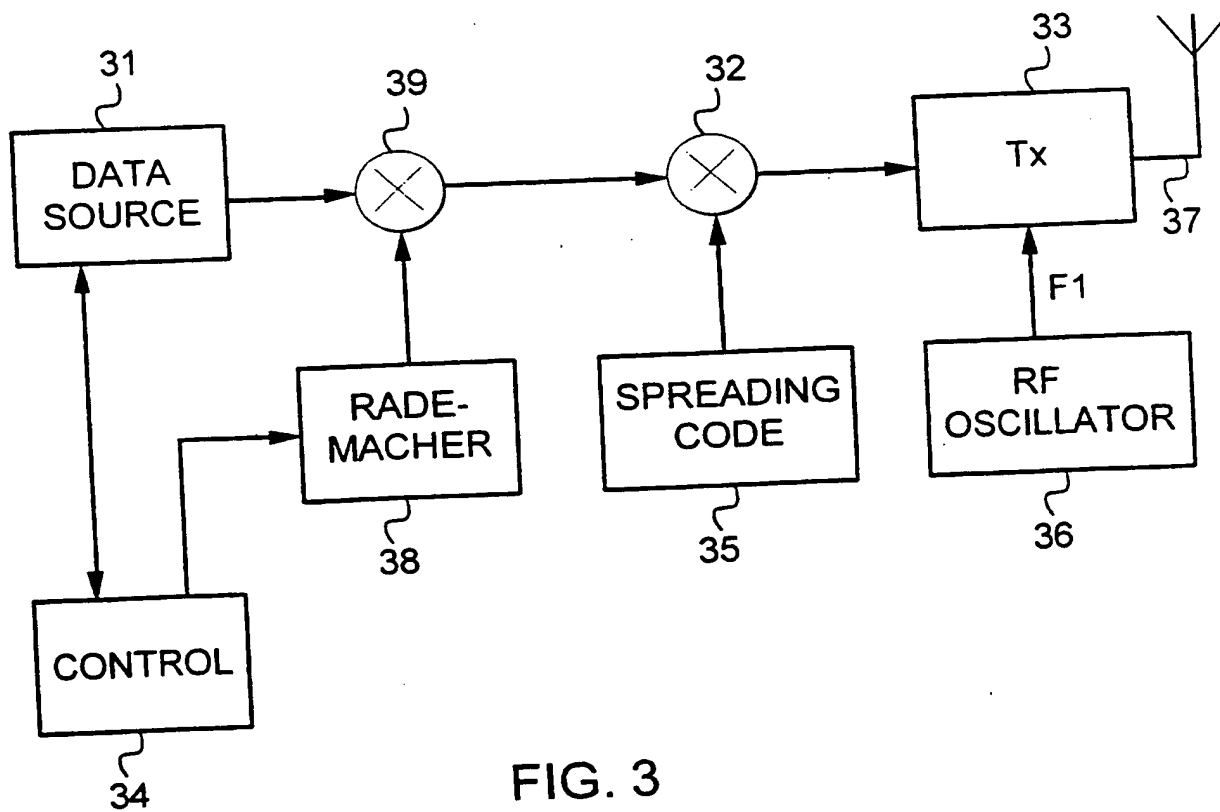 31
39
32
33
DATA
SOURCE
Tx
37
F1
RADE-
MACHER
SPREADING
CODE
RF
OSCILLATOR
38
35
36
CONTROL
34
FIG. 3